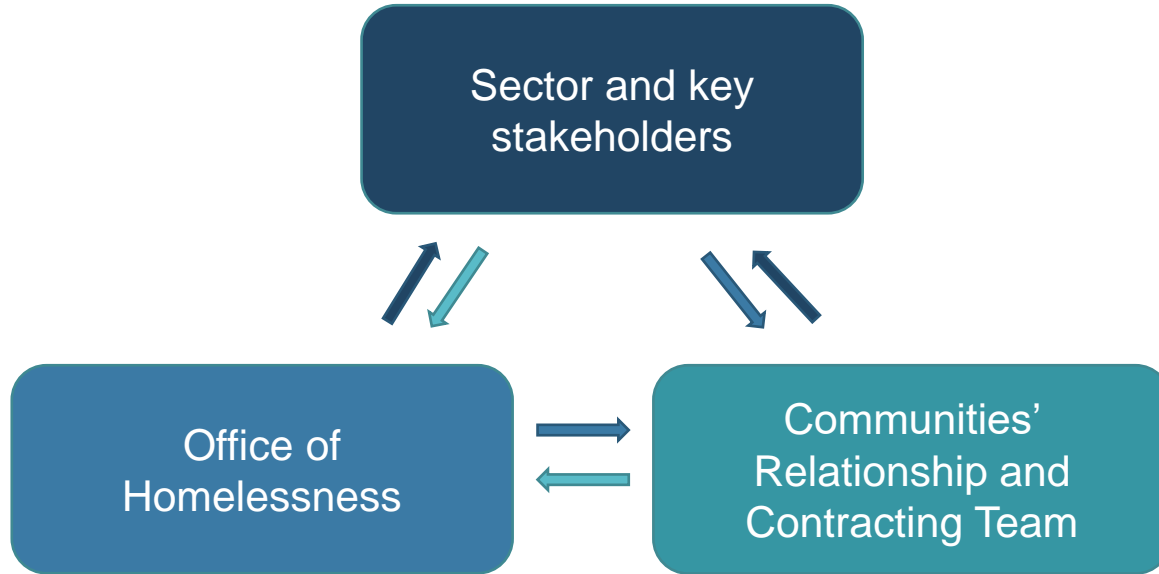 Sector and key
stakeholders
Office of
Homelessness
Communities’
Relationship and
Contracting Team